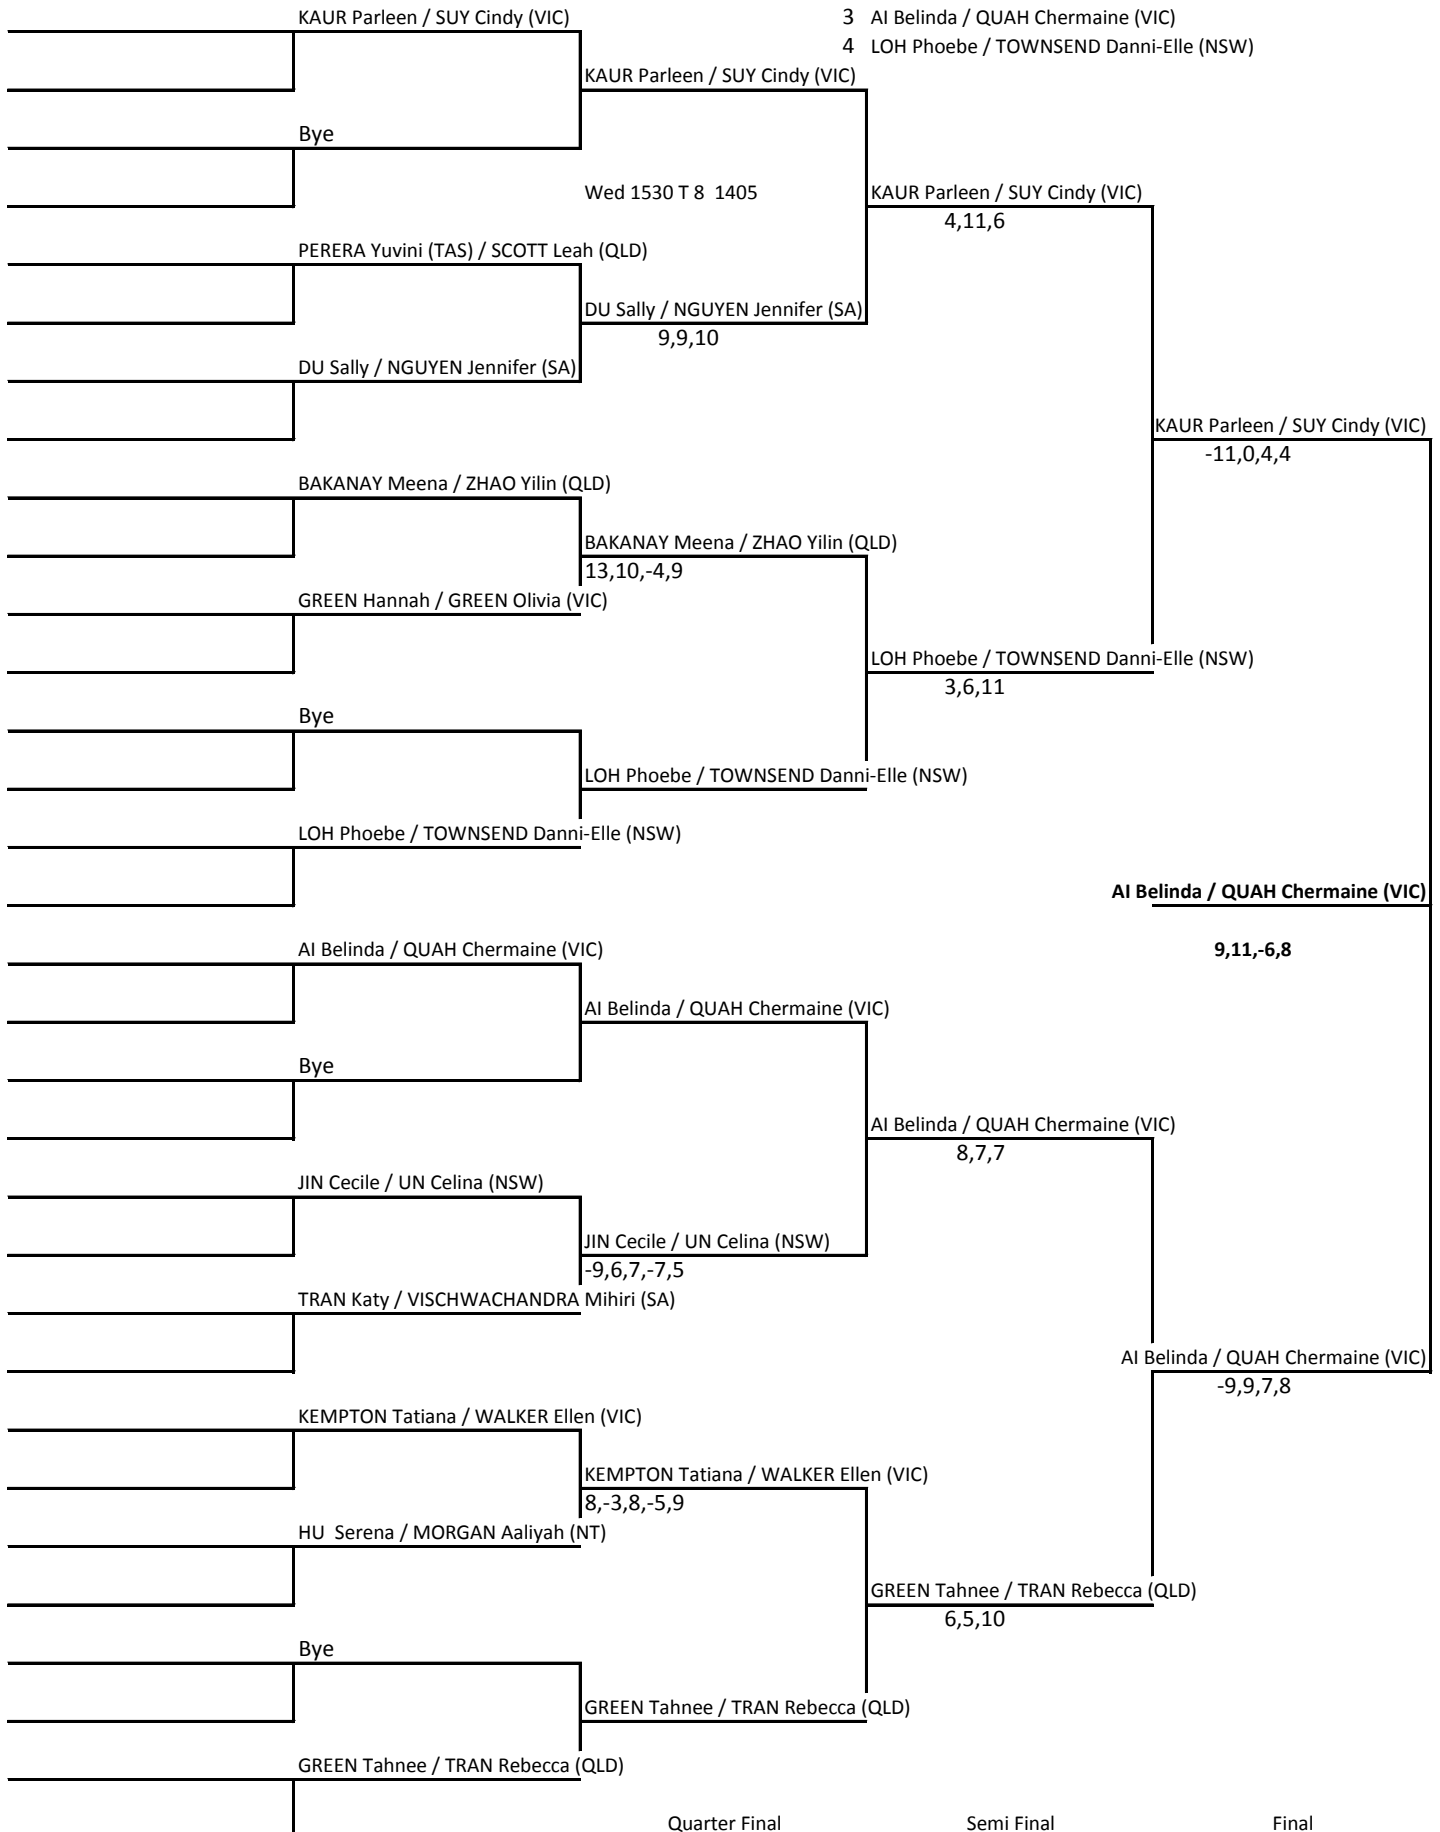 KAUR Parleen / SUY Cindy (VIC)
3 AI Belinda / QUAH Chermaine (VIC)
4 LOH Phoebe / TOWNSEND Danni-Elle (NSW)
KAUR Parleen / SUY Cindy (VIC)
Bye
Wed 1530 T 8 1405
KAUR Parleen / SUY Cindy (VIC)
4,11,6
PERERA Yuvini (TAS) / SCOTT Leah (QLD)
DU Sally / NGUYEN Jennifer (SA)
9,9,10
DU Sally / NGUYEN Jennifer (SA)
KAUR Parleen / SUY Cindy (VIC)
-11,0,4,4
BAKANAY Meena / ZHAO Yilin (QLD)
BAKANAY Meena / ZHAO Yilin (QLD)
13,10,-4,9
GREEN Hannah / GREEN Olivia (VIC)
LOH Phoebe / TOWNSEND Danni-Elle (NSW)
3,6,11
Bye
LOH Phoebe / TOWNSEND Danni-Elle (NSW)
LOH Phoebe / TOWNSEND Danni-Elle (NSW)
AI Belinda / QUAH Chermaine (VIC)
AI Belinda / QUAH Chermaine (VIC)
9,11,-6,8
AI Belinda / QUAH Chermaine (VIC)
Bye
AI Belinda / QUAH Chermaine (VIC)
8,7,7
JIN Cecile / UN Celina (NSW)
JIN Cecile / UN Celina (NSW)
-9,6,7,-7,5
TRAN Katy / VISCHWACHANDRA Mihiri (SA)
AI Belinda / QUAH Chermaine (VIC)
-9,9,7,8
KEMPTON Tatiana / WALKER Ellen (VIC)
KEMPTON Tatiana / WALKER Ellen (VIC)
8,-3,8,-5,9
HU Serena / MORGAN Aaliyah (NT)
GREEN Tahnee / TRAN Rebecca (QLD)
6,5,10
Bye
GREEN Tahnee / TRAN Rebecca (QLD)
GREEN Tahnee / TRAN Rebecca (QLD)
Quarter Final
Semi Final
Final